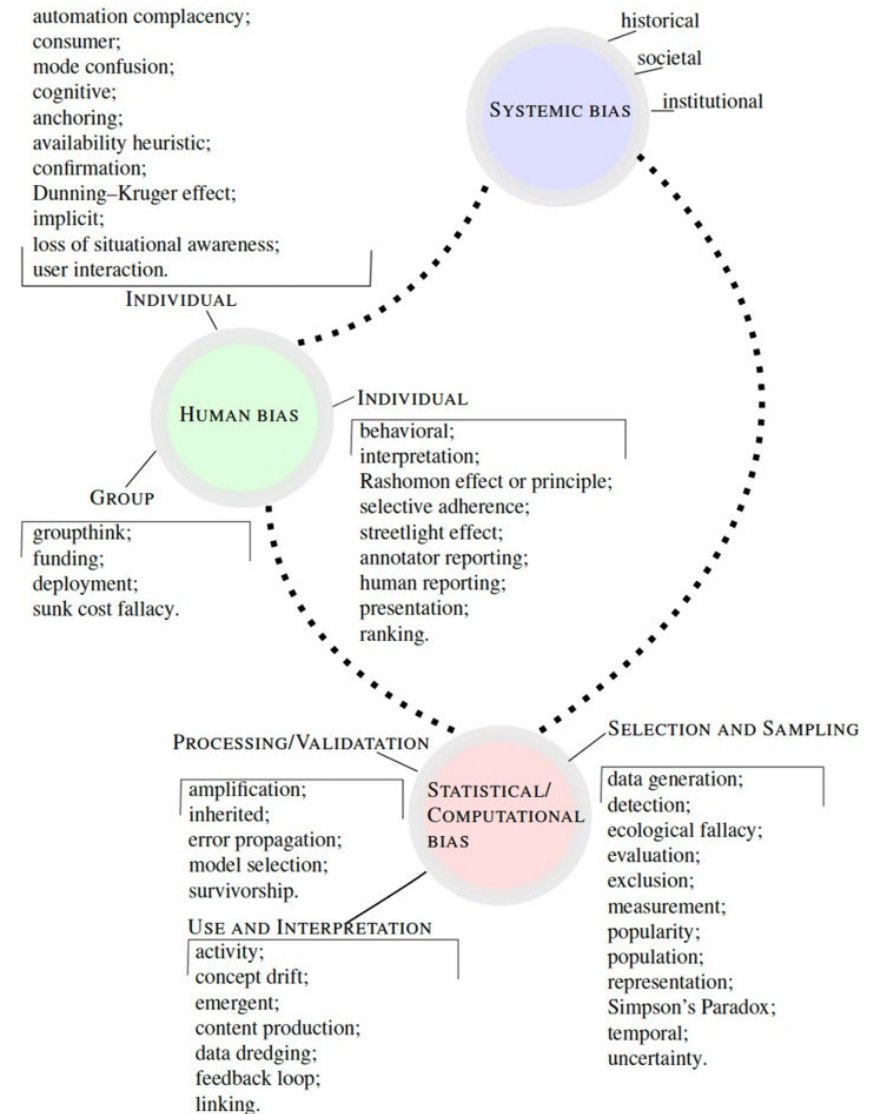 automation complacency;
consumer;
mode confusion;
cognitive;
anchoring;
availability heuristic;
confirmation;
Dunning–Kruger effect;
implicit;
loss of situational awareness;
user interaction.
INDIVIDUAL
historical
societal
institutional
SYSTEMIC BIAS
HUMAN BIAS
INDIVIDUAL
behavioral;
interpretation;
Rashomon effect or principle;
selective adherence;
streetlight effect;
annotator reporting;
human reporting;
presentation;
ranking.
GROUP
groupthink;
funding;
deployment;
sunk cost fallacy.
PROCESSING/VALIDATATION
amplification;
inherited;
error propagation;
model selection;
survivorship.
STATISTICAL/
COMPUTATIONAL
BIAS
SELECTION AND SAMPLING
data generation;
detection;
ecological fallacy;
evaluation;
exclusion;
measurement;
popularity;
population;
representation;
Simpson's Paradox;
temporal;
uncertainty.
USE AND INTERPRETATION
activity;
concept drift;
emergent;
content production;
data dredging;
feedback loop;
linking.